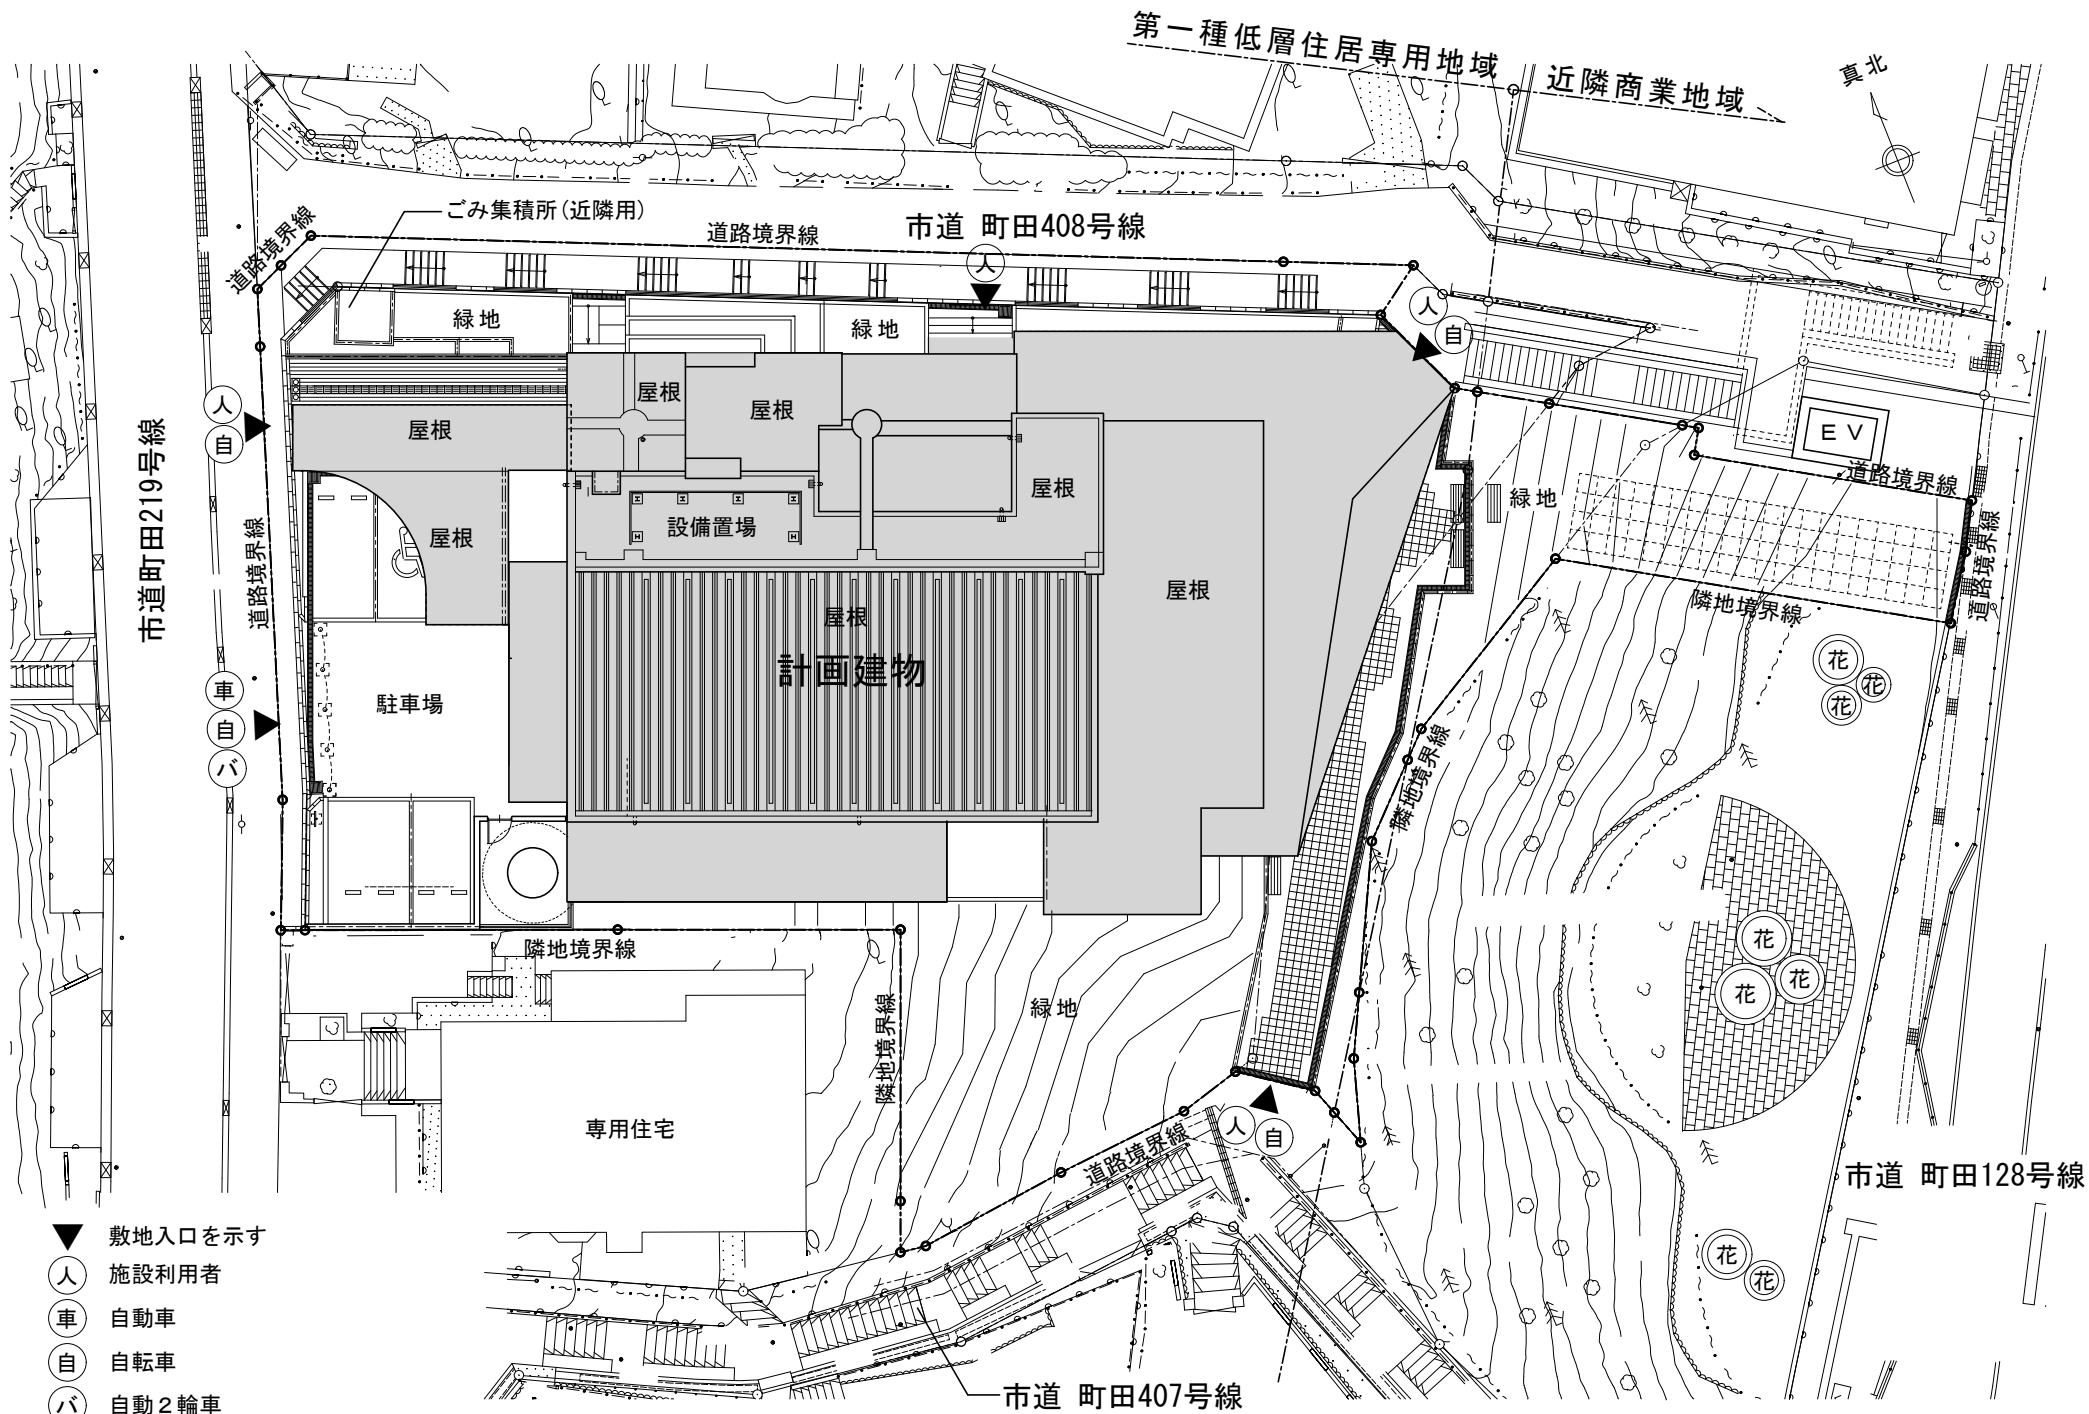 第一種低層住居専用地域
近隣商業地域
真北
ごみ集積所(近隣用)
道路境界線
道路境界線
市道 町田408号線
人
緑地
緑地
人
自
屋根
屋根
屋根
屋根
屋根
屋根
屋根
屋根
設備置場
計画建物
人
自
市道町田219号線
道路境界線
車
自
バ
駐車場
緑地
EV
道路境界線
道路境界線
隣地境界線
隣地境界線
花
花
花
花
花
花
隣地境界線
隣地境界線
緑地
専用住宅
人
自
道路境界線
市道 町田128号線
花
花
市道 町田407号線
敷地入口を示す
人 施設利用者
車 自動車
自 自転車
バ 自動2輪車